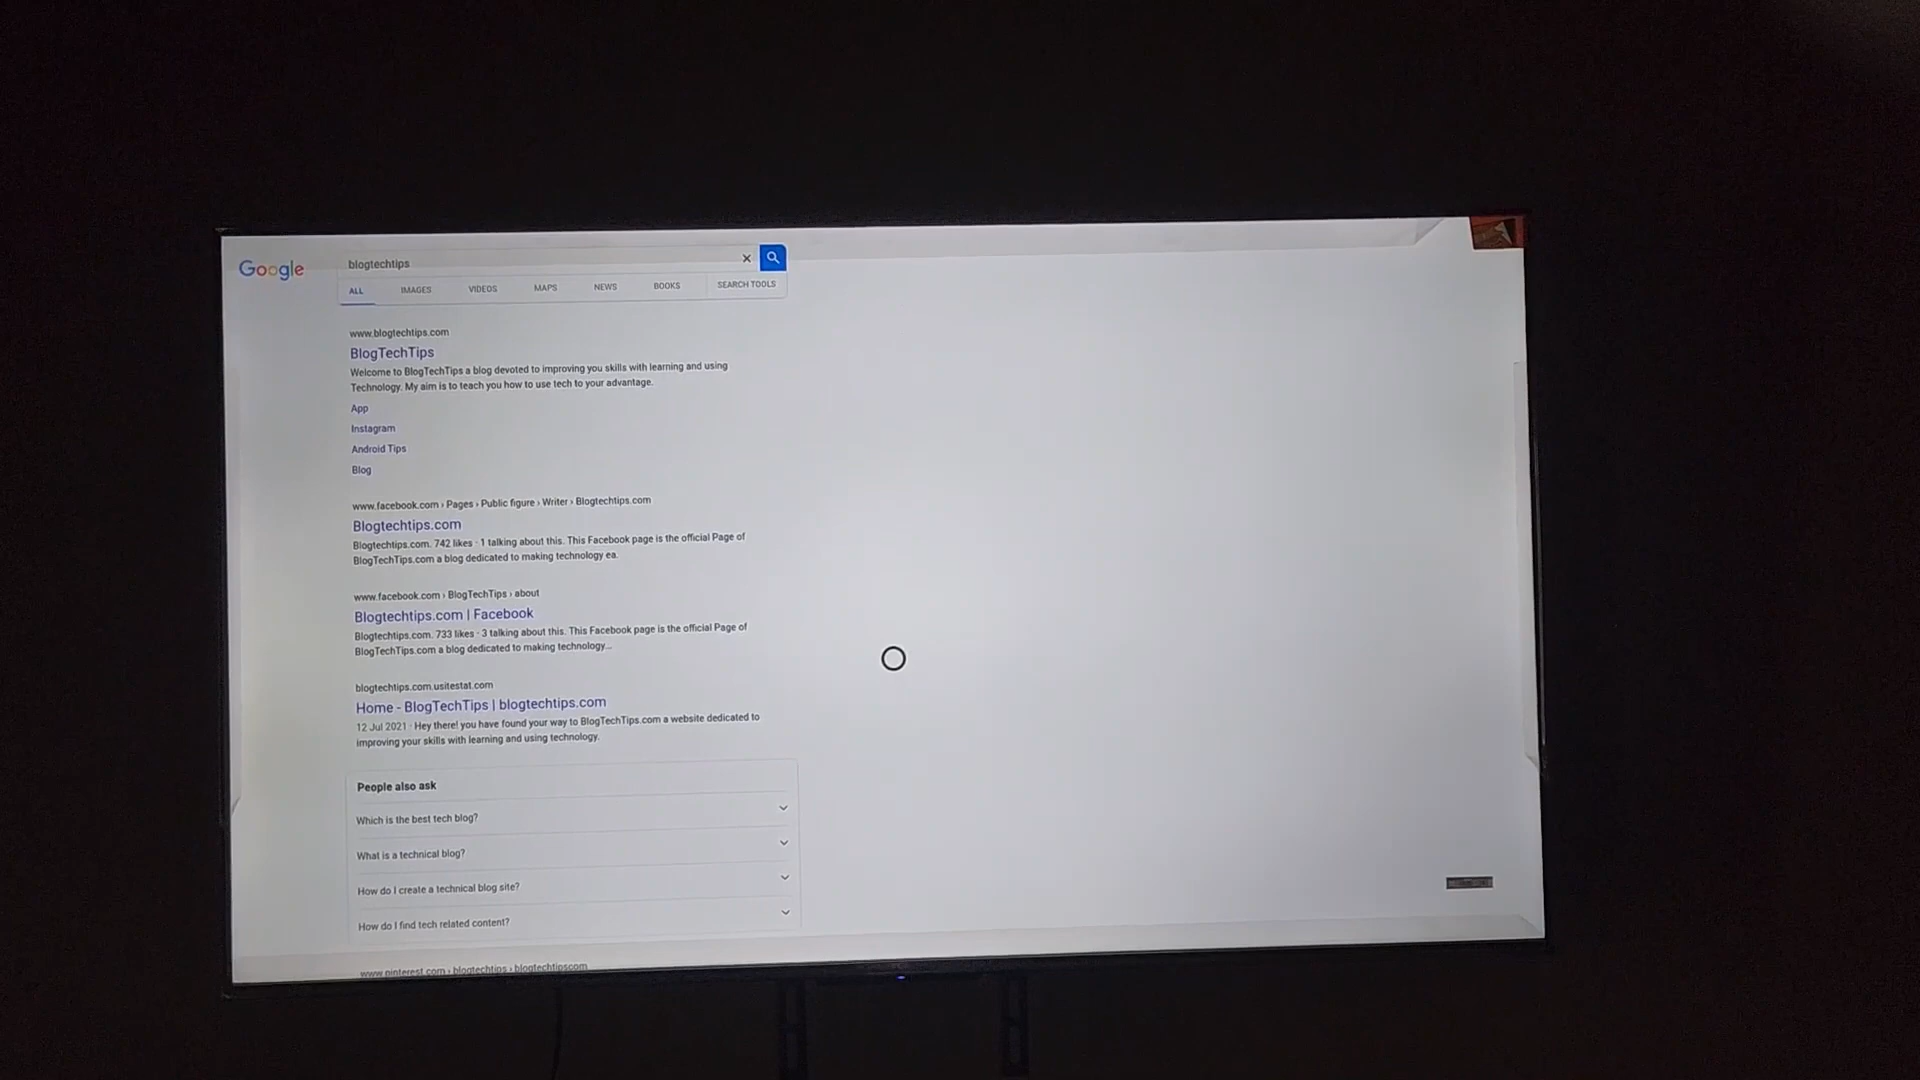 Google
blogtechtips
ALL IMAGES VIDEOS MAPS NEWS BOOKS SEARCH TOOLS
www.blogtechtips.com
BlogTechTips
Welcome to BlogTechTips a blog devoted to improving you skills with learning and using
Technology. My aim is to teach you how to use tech to your advantage.
App
Instagram
Android Tips
Blog
www.facebook.com › Pages › Public figure › Writer › Blogtechtips.com
Blogtechtips.com
Blogtechtips.com. 742 likes · 1 talking about this. This Facebook page is the official Page of
BlogTechTips.com a blog dedicated to making technology ea.
www.facebook.com › BlogTechTips › about
Blogtechtips.com | Facebook
Blogtechtips.com. 733 likes · 3 talking about this. This Facebook page is the official Page of
BlogTechTips.com a blog dedicated to making technology...
blogtechtips.com.usitestat.com
Home - BlogTechTips | blogtechtips.com
12 Jul 2021 · Hey there! you have found your way to BlogTechTips.com a website dedicated to
improving your skills with learning and using technology.
People also ask
Which is the best tech blog?
What is a technical blog?
How do I create a technical blog site?
How do I find tech related content?
www.pinterest.com › blogtechtips › blogtechtipscom